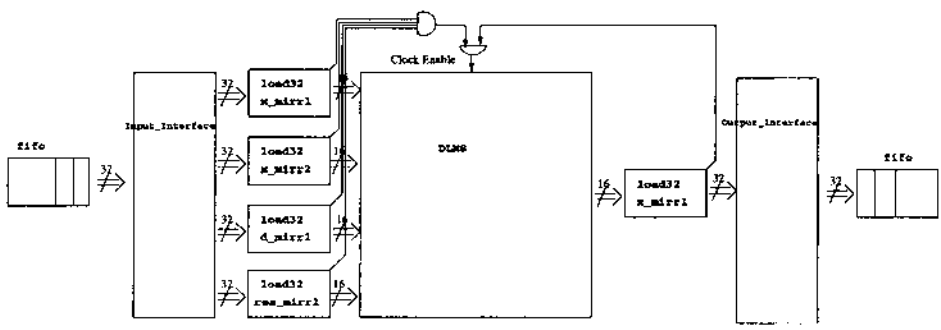 Clock Enable
32
load32
x_mirr1
16
Input_Interface
fifo
32
32
load32
x_mirr2
16
DLMS
32
load32
d_mirr1
16
32
load32
res_mirr1
16
16
load32
x_mirr1
32
Output_Interface
32
fifo